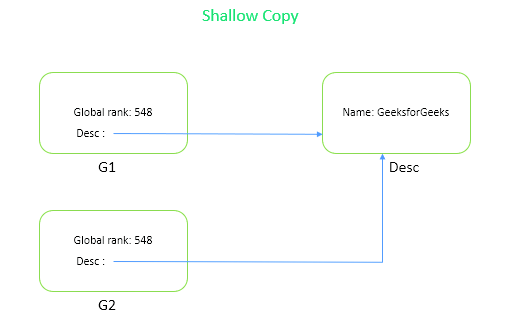 Shallow Copy
Global rank: 548
Desc :
G1
Name: GeeksforGeeks
Desc
Global rank: 548
Desc :
G2